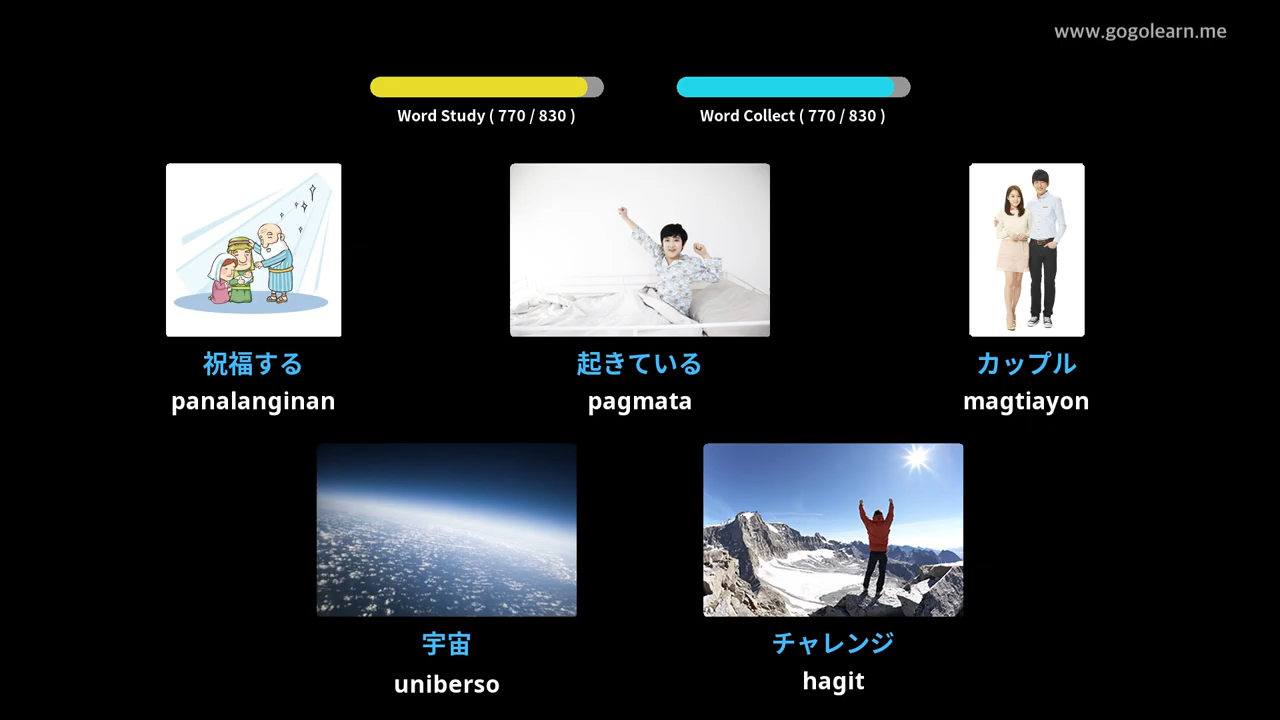 www.gogolearn.me
Word Study ( 770 / 830 )
Word Collect ( 770 / 830 )
祝福する
panalanginan
起きている
pagmata
カップル
magtiayon
宇宙
uniberso
チャレンジ
hagit